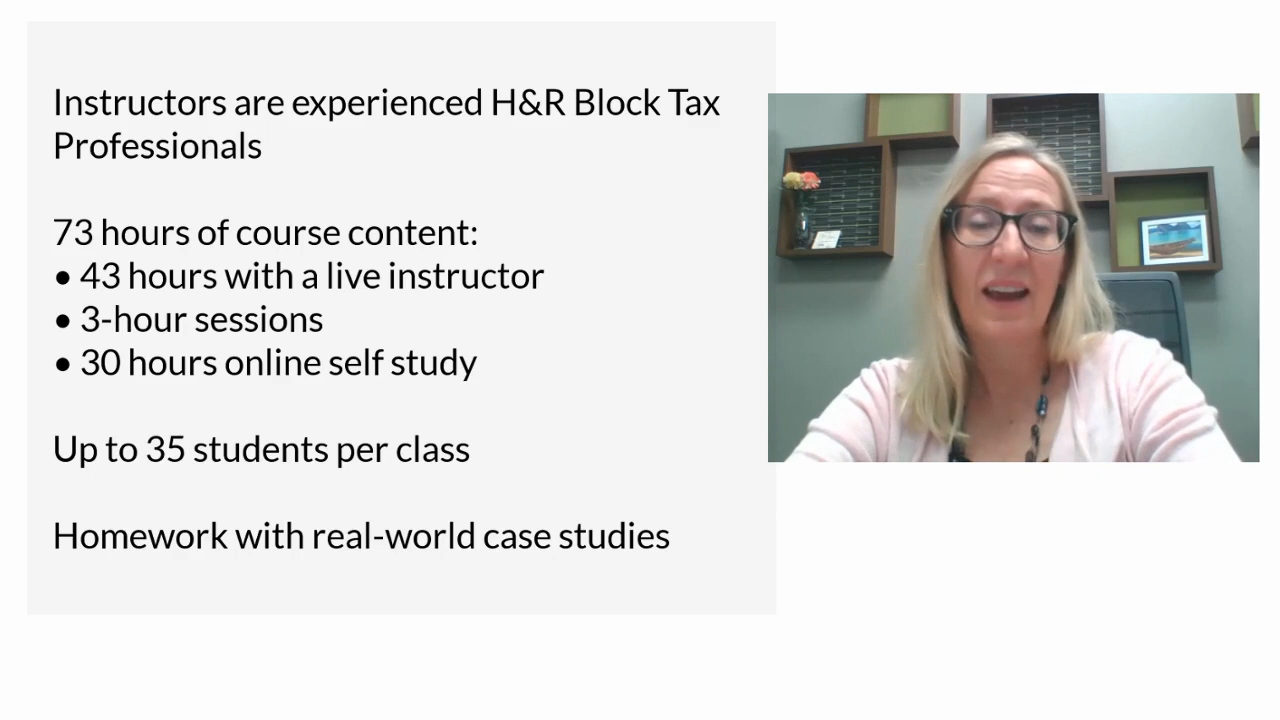 Instructors are experienced H&R Block Tax
Professionals
73 hours of course content:
• 43 hours with a live instructor
• 3-hour sessions
• 30 hours online self study
Up to 35 students per class
Homework with real-world case studies